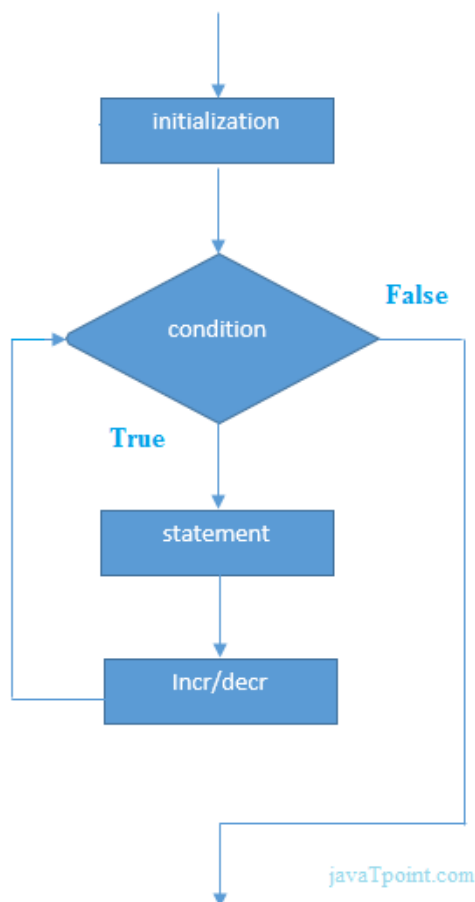 initialization
False
condition
True
statement
Incr/decr
javaTpoint.com